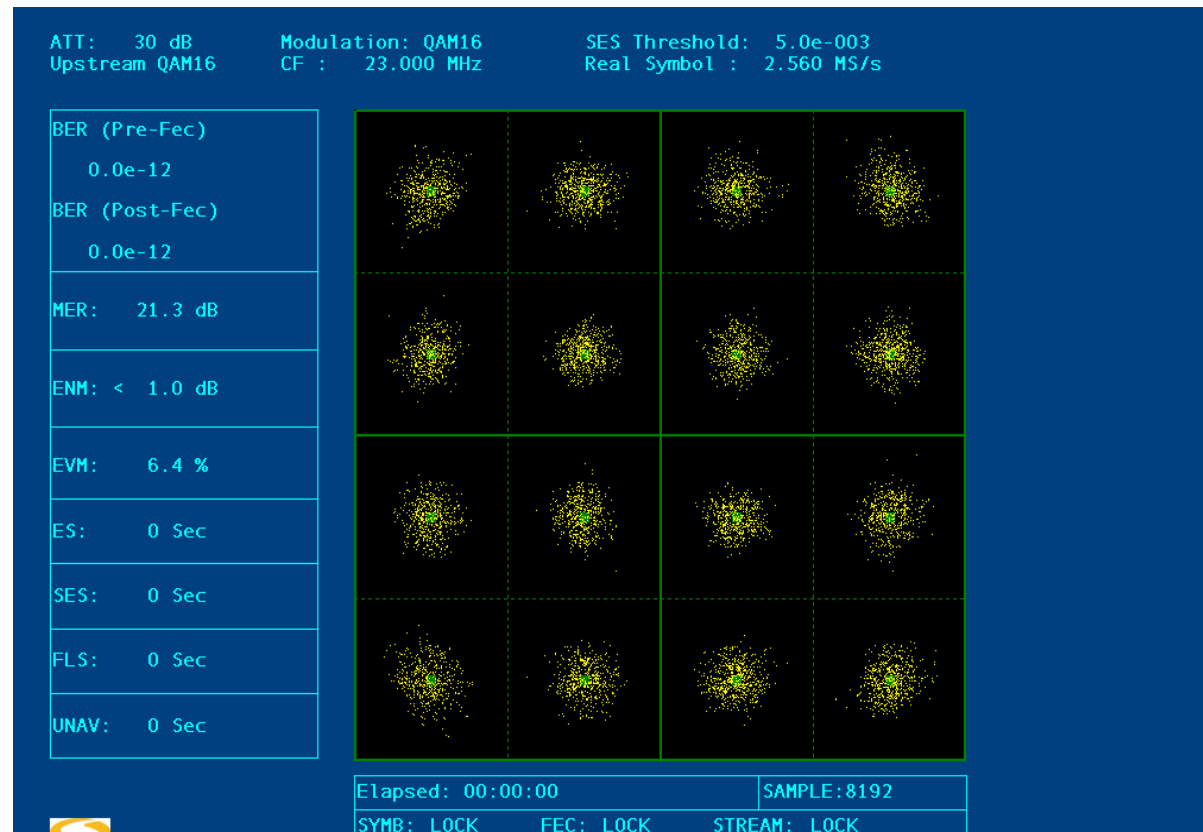 ATT: 30 dB Modulation: QAM16 SES Threshold: 5.0e-003
Upstream QAM16 CF : 23.000 MHz Real Symbol : 2.560 MS/s
BER (Pre-Fec)
0.0e-12
BER (Post-Fec)
0.0e-12
MER: 21.3 dB
ENM: < 1.0 dB
EVM: 6.4 %
ES: 0 Sec
SES: 0 Sec
FLS: 0 Sec
UNAV: 0 Sec
Elapsed: 00:00:00 SAMPLE:8192
SYMB: LOCK FEC: LOCK STREAM: LOCK